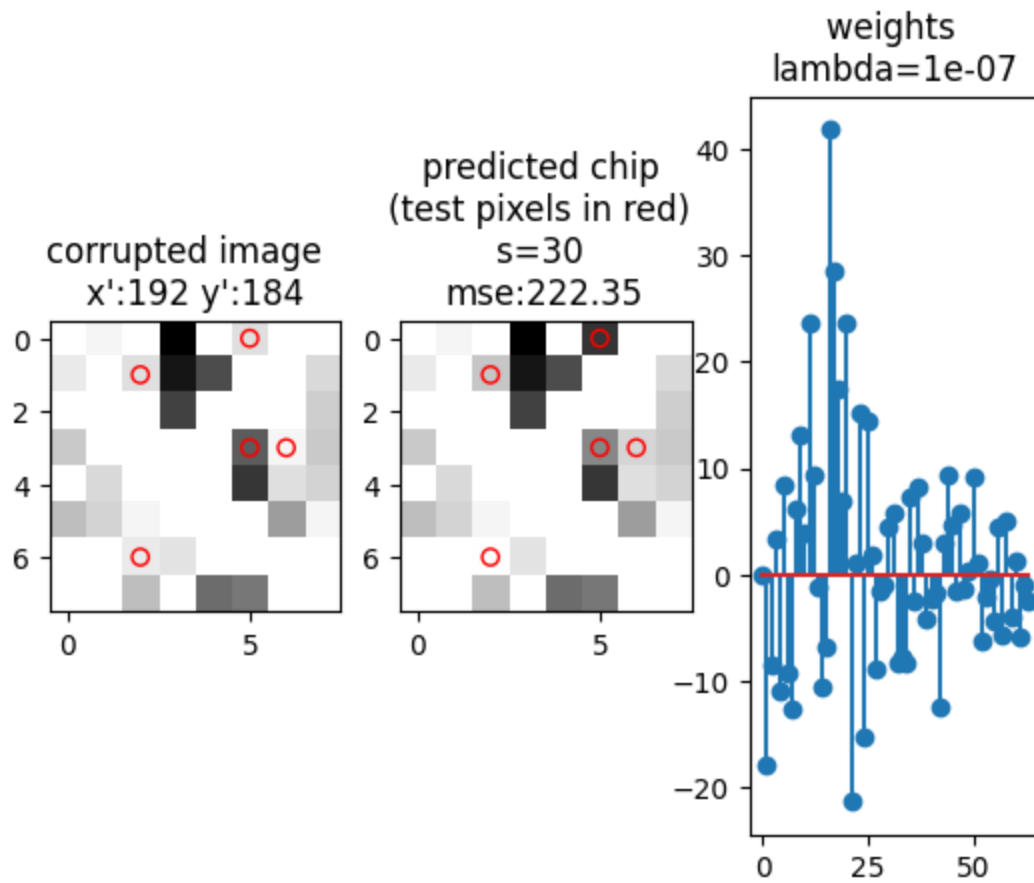 corrupted image
x':192 y':184
0
2
4
6
0
5
predicted chip
(test pixels in red)
s=30
mse:222.35
0
2
4
6
0
5
weights
lambda=1e-07
40
30
20
10
0
−10
−20
0
25
50